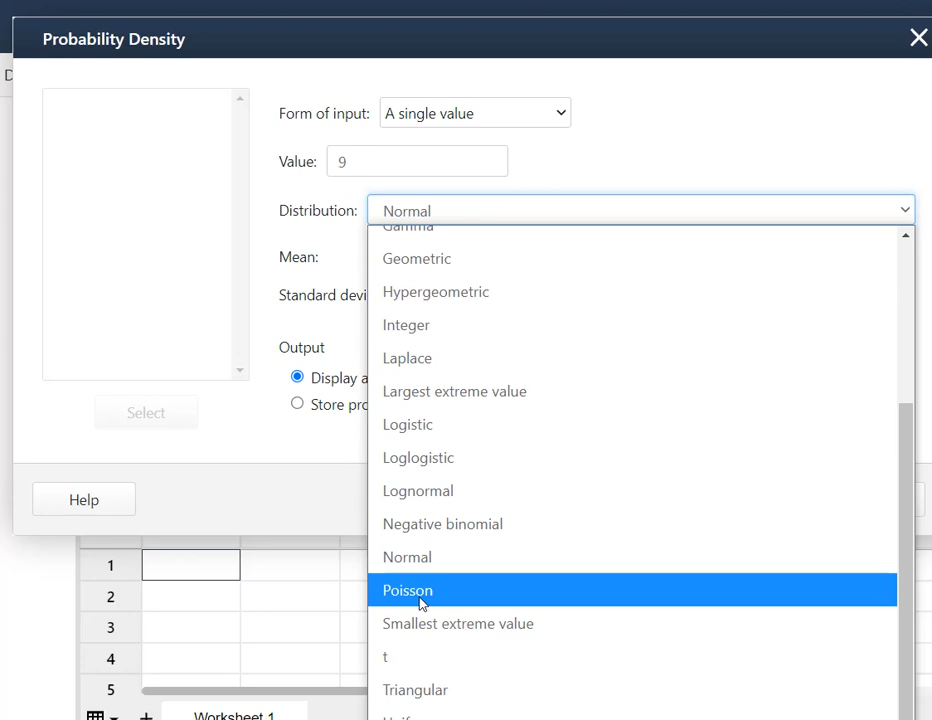 Probability Density
D
Form of input: A single value
Value: 9
Distribution: Normal
Gamma
Mean:
Geometric
Hypergeometric
Standard devi
Integer
Output
Laplace
Display a
Largest extreme value
Store pro
Select
Logistic
Loglogistic
Lognormal
Help
Negative binomial
Normal
1
Poisson
2
Smallest extreme value
3
t
4
Triangular
5
Worksheet 1